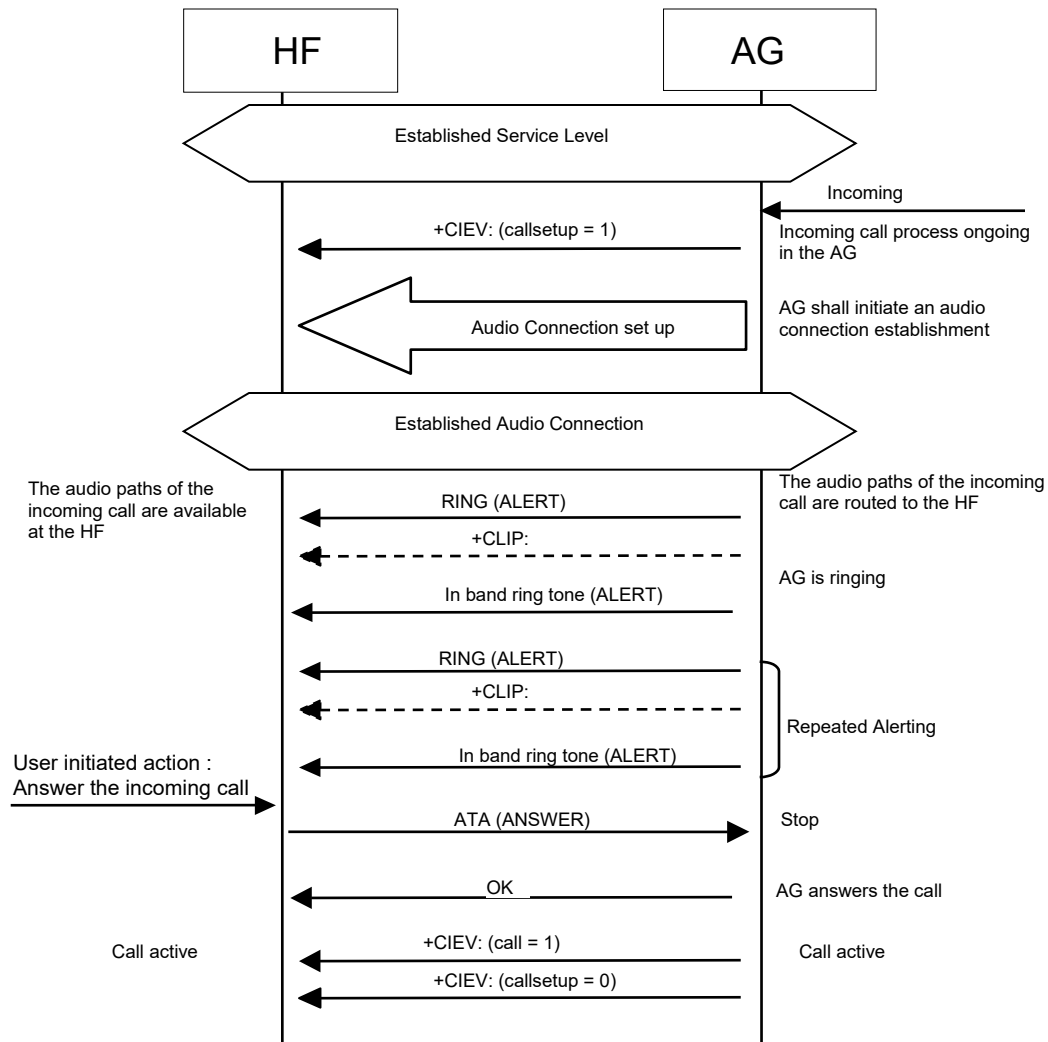 HF
AG
Established Service Level
Incoming
+CIEV: (callsetup = 1)
Incoming call process ongoing
in the AG
Audio Connection set up
AG shall initiate an audio
connection establishment
Established Audio Connection
The audio paths of the
incoming call are available
at the HF
The audio paths of the incoming
call are routed to the HF
RING (ALERT)
+CLIP:
AG is ringing
In band ring tone (ALERT)
RING (ALERT)
+CLIP:
Repeated Alerting
In band ring tone (ALERT)
User initiated action :
Answer the incoming call
ATA (ANSWER)
Stop
OK
AG answers the call
Call active
+CIEV: (call = 1)
Call active
+CIEV: (callsetup = 0)